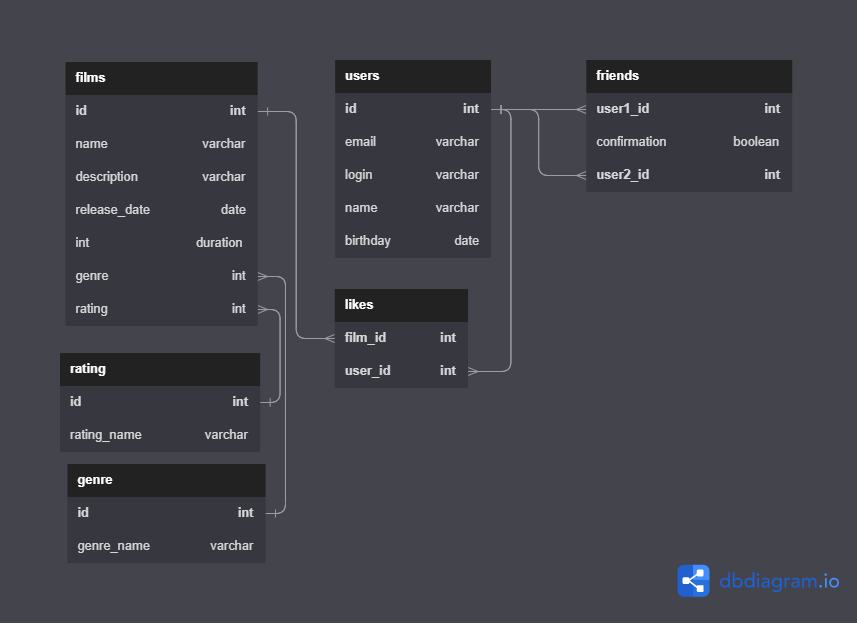 films
id int
name varchar
description varchar
release_date date
int duration
genre int
rating int
users
id int
email varchar
login varchar
name varchar
birthday date
friends
user1_id int
confirmation boolean
user2_id int
likes
film_id int
user_id int
rating
id int
rating_name varchar
genre
id int
genre_name varchar
dbdiagram.io